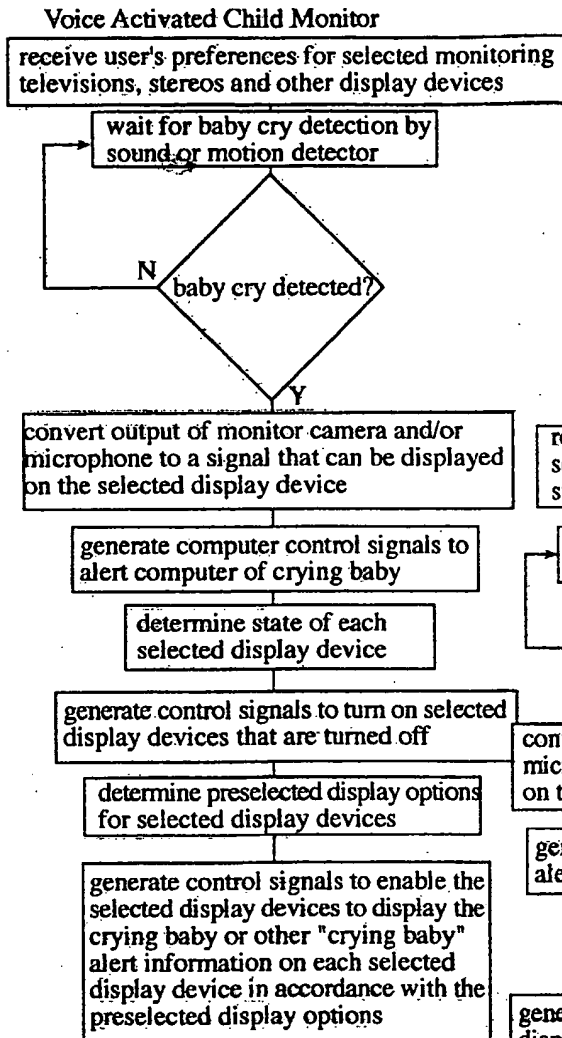 Voice Activated Child Monitor
receive user's preferences for selected monitoring
televisions, stereos and other display devices
wait for baby cry detection by
sound or motion detector
N
baby cry detected?
Y
convert output of monitor camera and/or
microphone to a signal that can be displayed
on the selected display device
generate computer control signals to
alert computer of crying baby
determine state of each
selected display device
generate control signals to turn on selected
display devices that are turned off
determine preselected display options
for selected display devices
generate control signals to enable the
selected display devices to display the
crying baby or other "crying baby"
alert information on each selected
display device in accordance with the
preselected display options